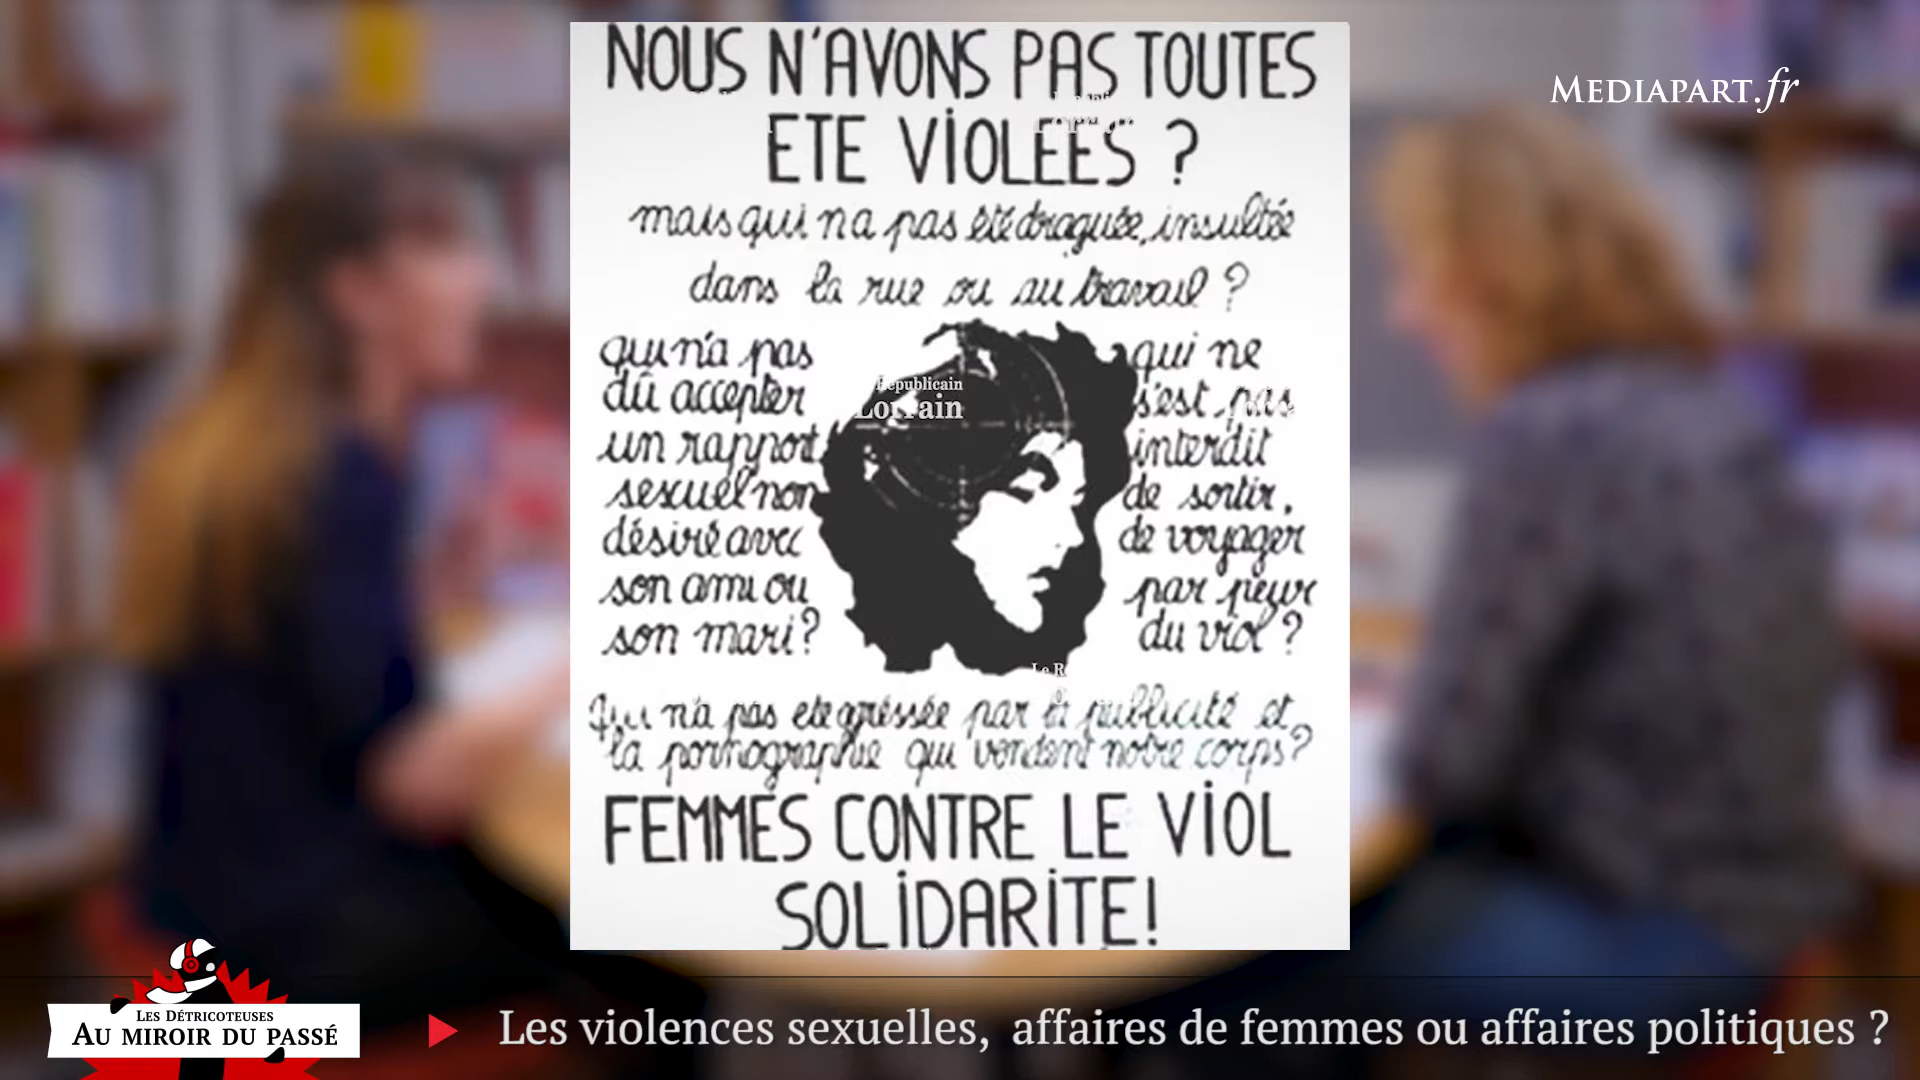 NOUS N'AVONS PAS TOUTES
ETE VIOLEES ?
mais qui n a pas été draguée, insultée
dans la rue ou au travail ?
qui n'a pas
dû accepter
un rapport
sexuel non
désiré avec
son ami ou
son mari ?
qui ne
s'est pas
interdit
de sortir,
de voyager
par peur
du viol ?
Qui n'a pas ete agréssée par la publicité et
la pornographie qui vendent notre corps ?
FEMMES CONTRE LE VIOL
SOLIDARITE !
Republicain
Lorrain
Le R
MEDIAPART.fr
LES DÉTRICOTEUSES
AU MIROIR DU PASSÉ
Les violences sexuelles, affaires de femmes ou affaires politiques ?